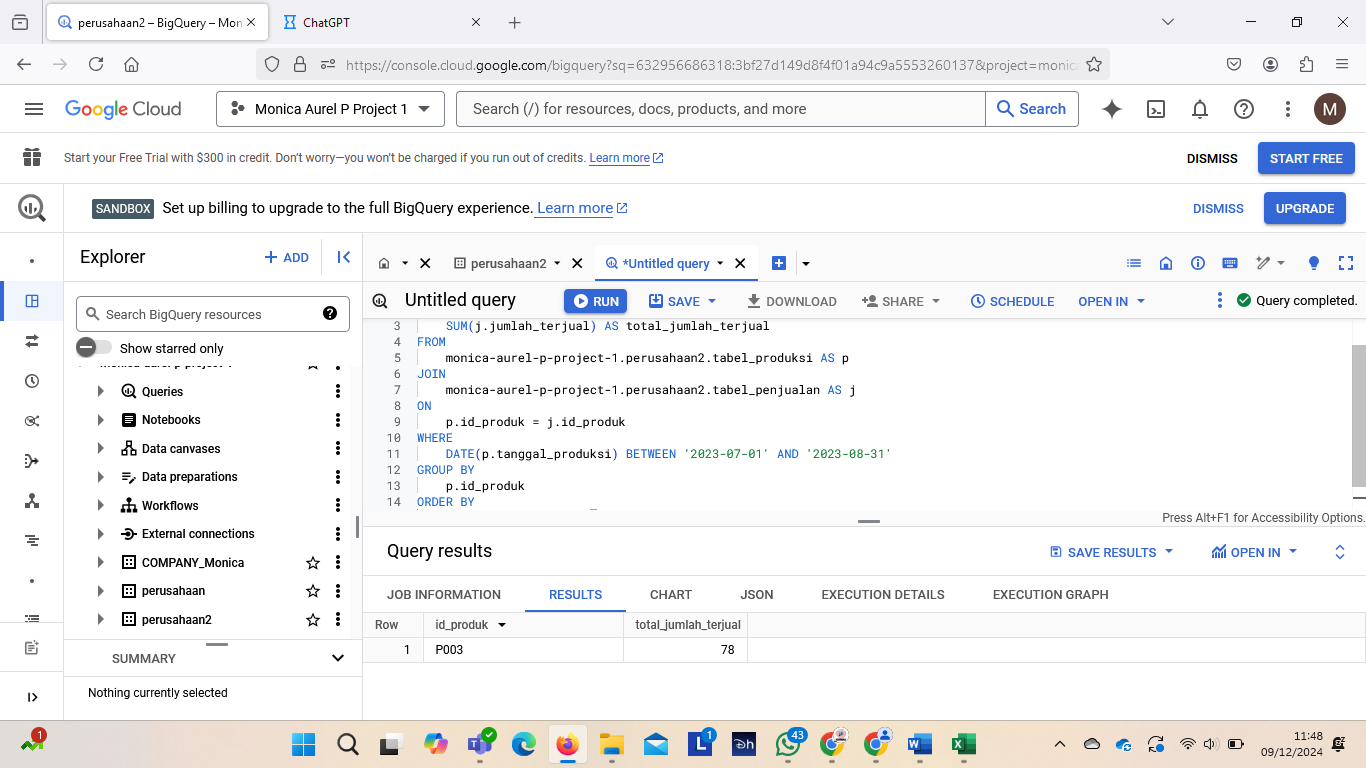 perusahaan2 – BigQuery – Mon
ChatGPT
https://console.cloud.google.com/bigquery?sq=632956686318:3bf27d149d8f4f01a94c9a5553260137&project=monic
Google Cloud
Monica Aurel P Project 1
Search (/) for resources, docs, products, and more
Search
M
Start your Free Trial with $300 in credit. Don't worry—you won't be charged if you run out of credits. Learn more
DISMISS
START FREE
SANDBOX
Set up billing to upgrade to the full BigQuery experience. Learn more
DISMISS
UPGRADE
Explorer
+ ADD
perusahaan2
*Untitled query
Untitled query
RUN
SAVE
DOWNLOAD
SHARE
SCHEDULE
OPEN IN
Query completed.
Search BigQuery resources
Show starred only
Queries
Notebooks
Data canvases
Data preparations
Workflows
External connections
COMPANY_Monica
perusahaan
perusahaan2
SUMMARY
Nothing currently selected
3 SUM(j.jumlah_terjual) AS total_jumlah_terjual
4 FROM
5 monica-aurel-p-project-1.perusahaan2.tabel_produksi AS p
6 JOIN
7 monica-aurel-p-project-1.perusahaan2.tabel_penjualan AS j
8 ON
9 p.id_produk = j.id_produk
10 WHERE
11 DATE(p.tanggal_produksi) BETWEEN '2023-07-01' AND '2023-08-31'
12 GROUP BY
13 p.id_produk
14 ORDER BY
Press Alt+F1 for Accessibility Options.
Query results
SAVE RESULTS
OPEN IN
JOB INFORMATION
RESULTS
CHART
JSON
EXECUTION DETAILS
EXECUTION GRAPH
Row id_produk total_jumlah_terjual
1 P003 78
1
1
43
11:48
09/12/2024